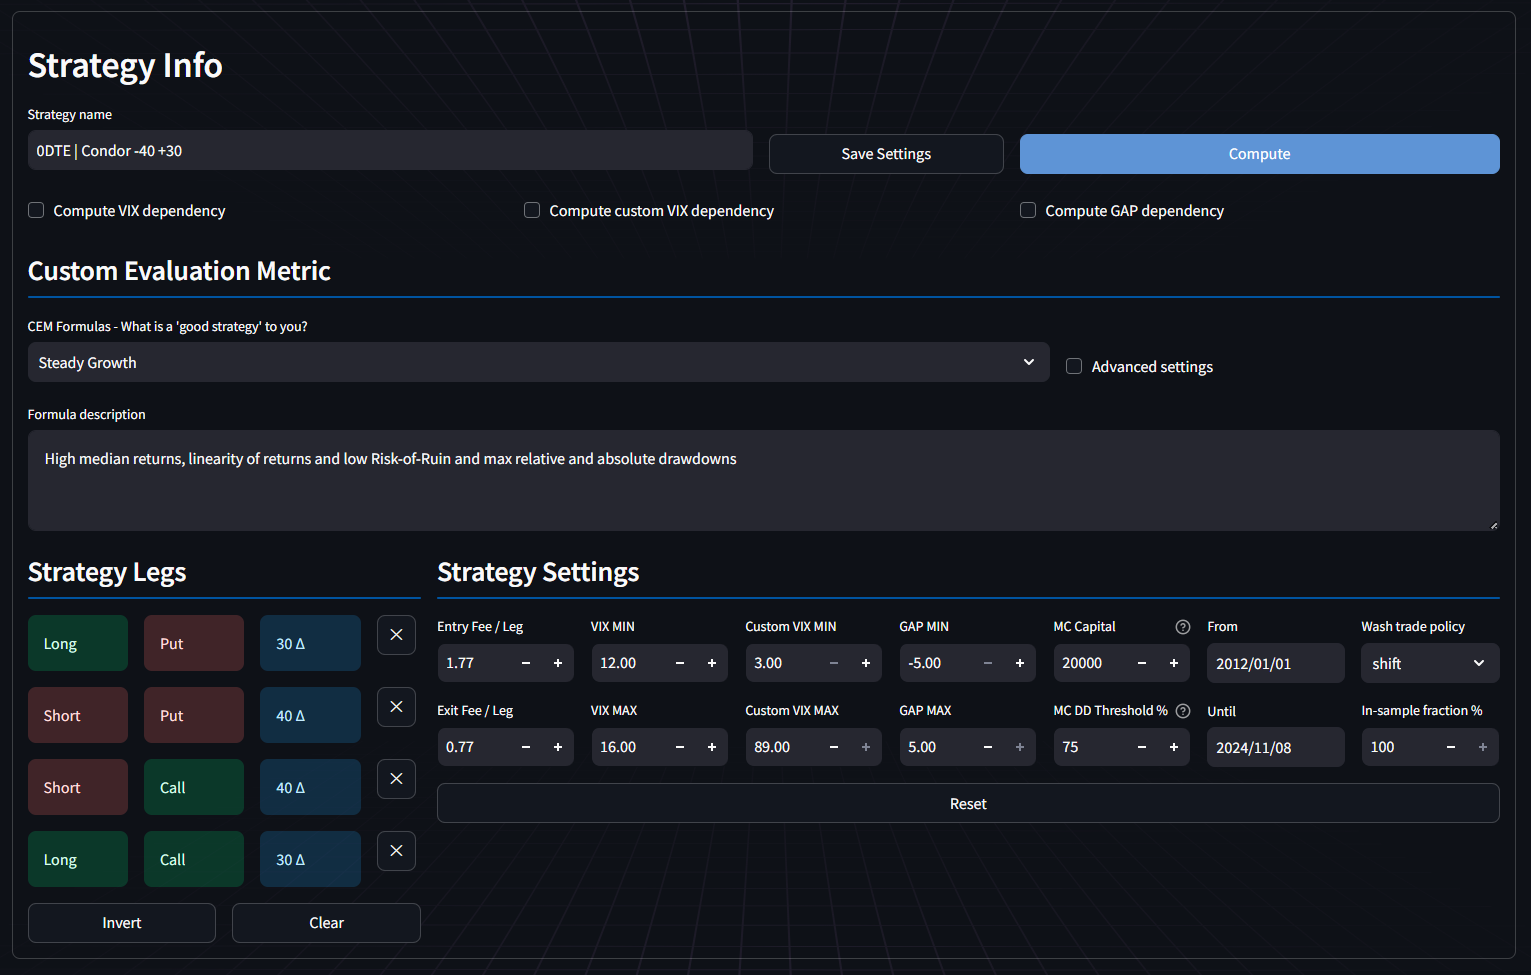 Strategy Info
Strategy name
0DTE | Condor -40 +30
Save Settings
Compute
Compute VIX dependency
Compute custom VIX dependency
Compute GAP dependency
Custom Evaluation Metric
CEM Formulas - What is a 'good strategy' to you?
Steady Growth
Advanced settings
Formula description
High median returns, linearity of returns and low Risk-of-Ruin and max relative and absolute drawdowns
Strategy Legs
Long Put 30 Δ
Short Put 40 Δ
Short Call 40 Δ
Long Call 30 Δ
Invert
Clear
Strategy Settings
Entry Fee / Leg
1.77
VIX MIN
12.00
Custom VIX MIN
3.00
GAP MIN
-5.00
MC Capital
20000
From
2012/01/01
Wash trade policy
shift
Exit Fee / Leg
0.77
VIX MAX
16.00
Custom VIX MAX
89.00
GAP MAX
5.00
MC DD Threshold %
75
Until
2024/11/08
In-sample fraction %
100
Reset